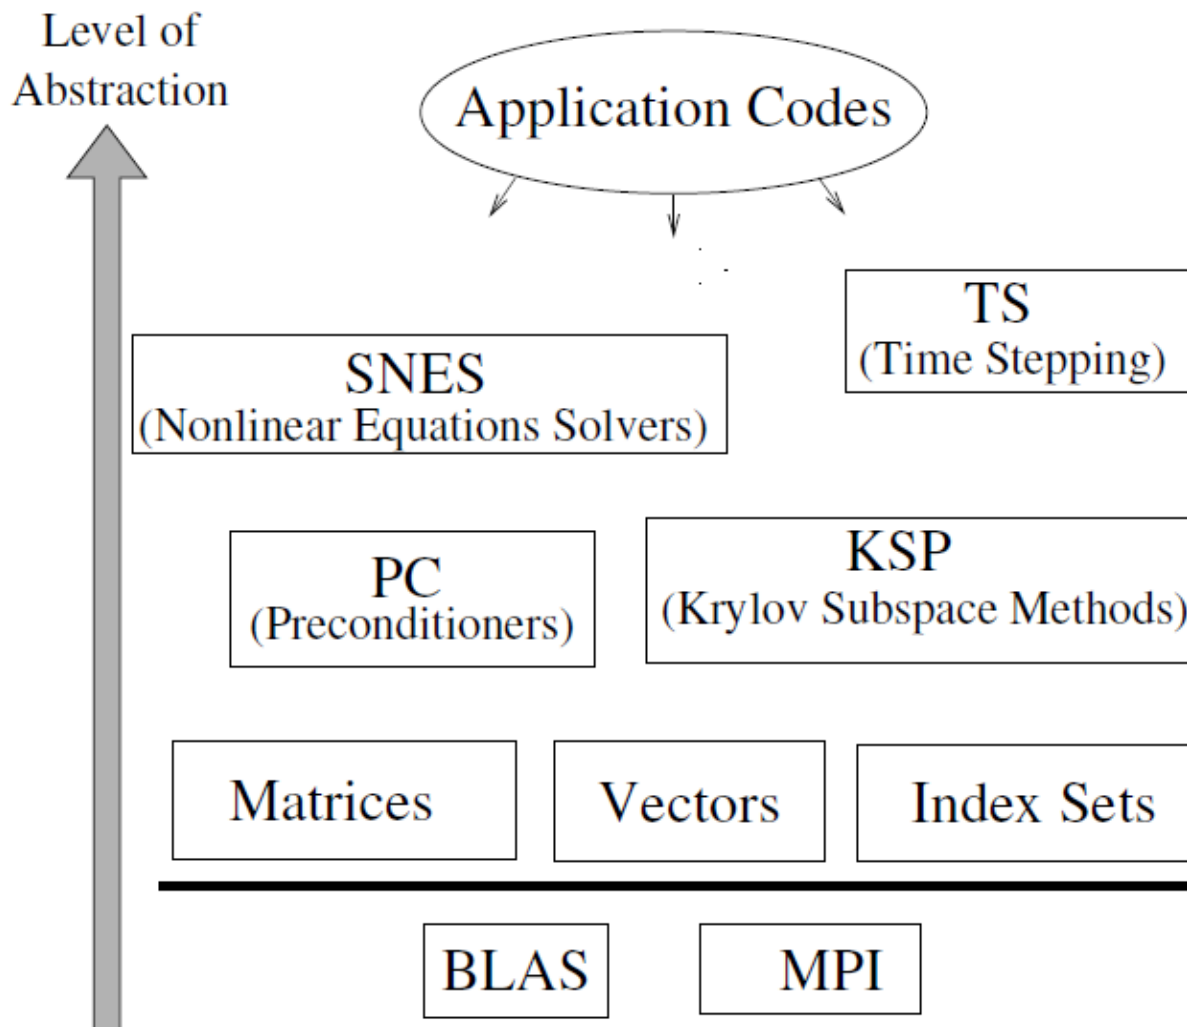 Level of
Abstraction
Application Codes
TS
(Time Stepping)
SNES
(Nonlinear Equations Solvers)
PC
(Preconditioners)
KSP
(Krylov Subspace Methods)
Matrices
Vectors
Index Sets
BLAS
MPI